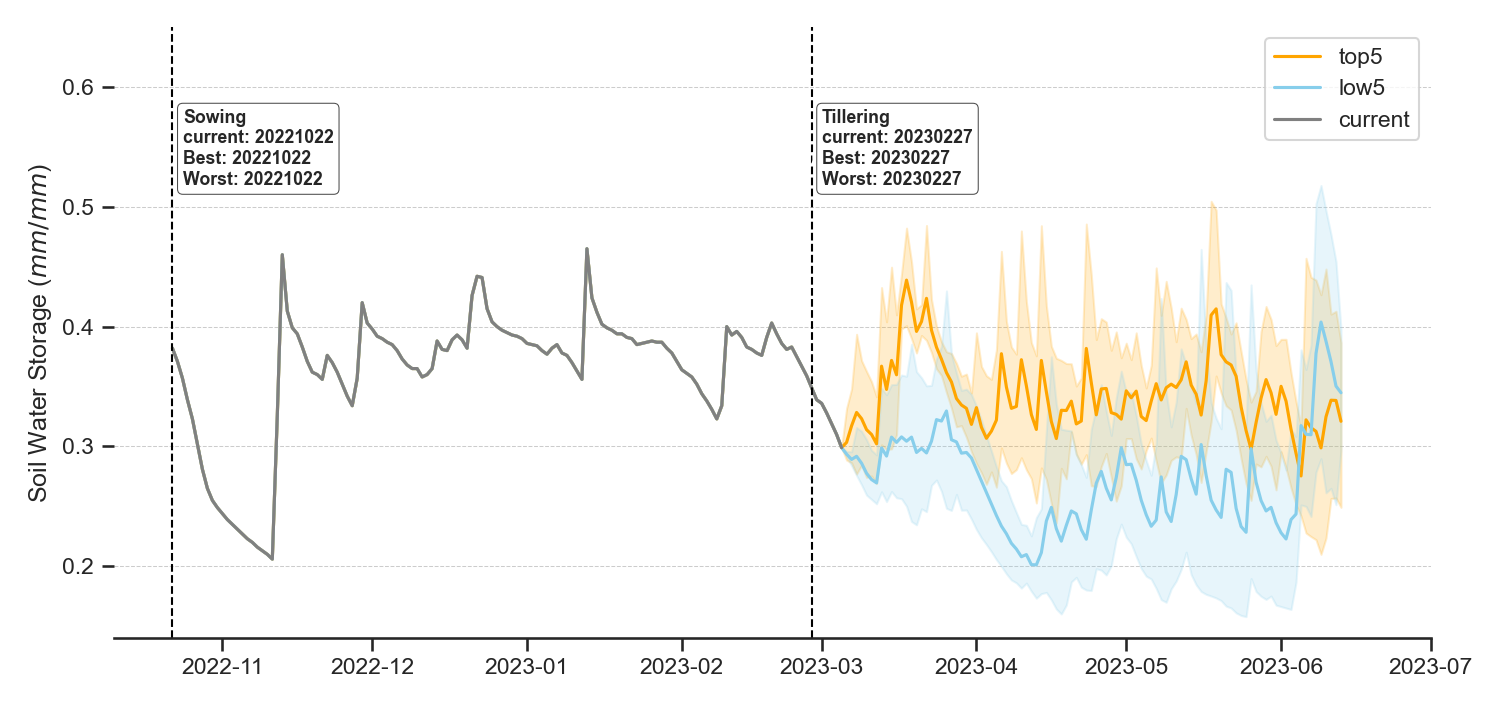 top5
low5
current
Sowing
current: 20221022
Best: 20221022
Worst: 20221022
Tillering
current: 20230227
Best: 20230227
Worst: 20230227
Soil Water Storage (mm/mm)
0.6
0.5
0.4
0.3
0.2
2022-11
2022-12
2023-01
2023-02
2023-03
2023-04
2023-05
2023-06
2023-07